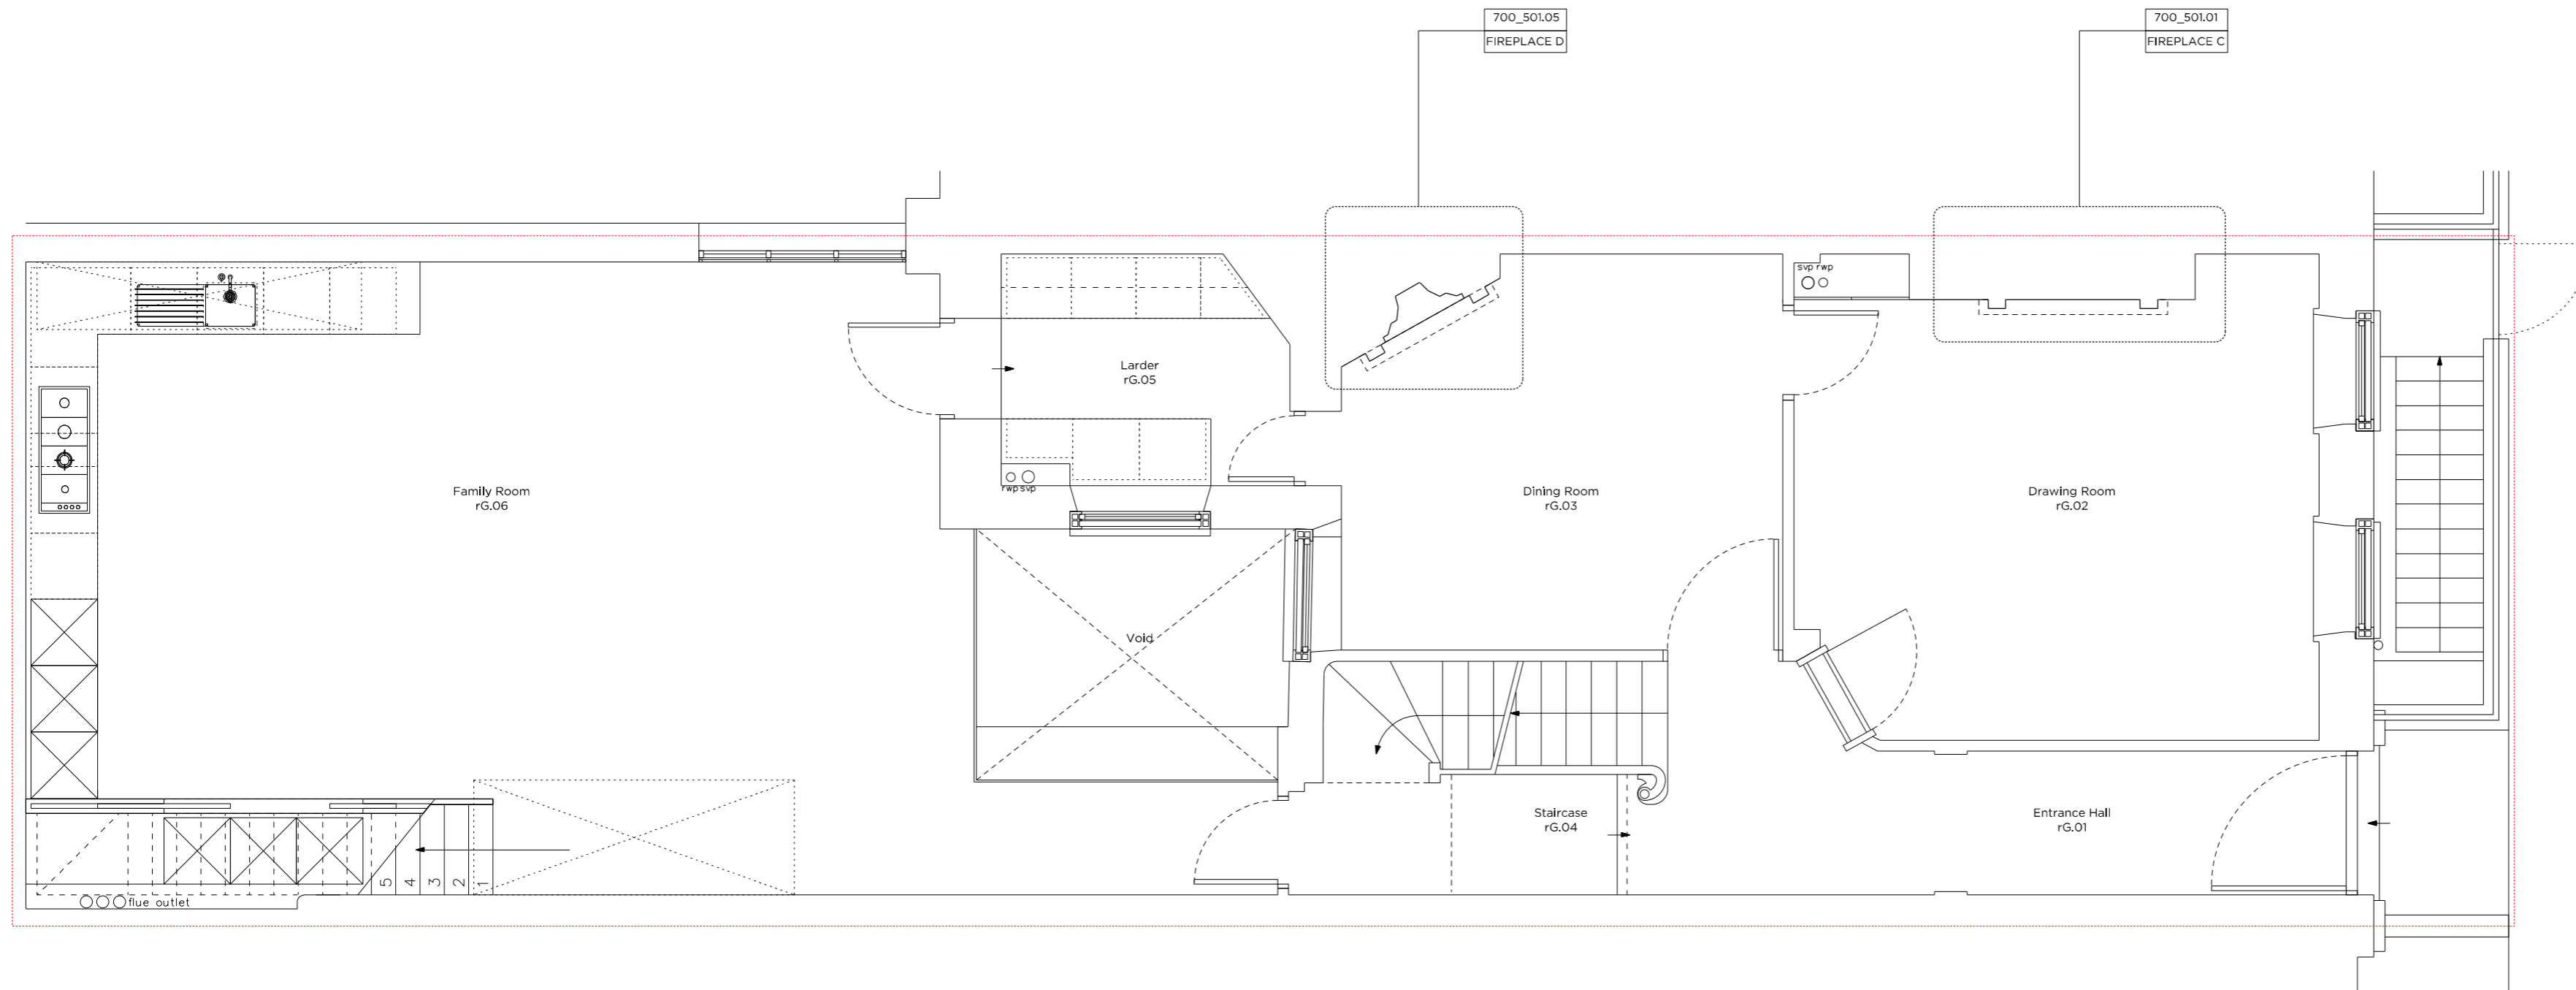 700_501.05
FIREPLACE D
700_501.01
FIREPLACE C
svp rwp
Larder
rG.05
rwp svp
Family Room
rG.06
Dining Room
rG.03
Drawing Room
rG.02
Void
Staircase
rG.04
Entrance Hall
rG.01
5 4 3 2 1
flue outlet